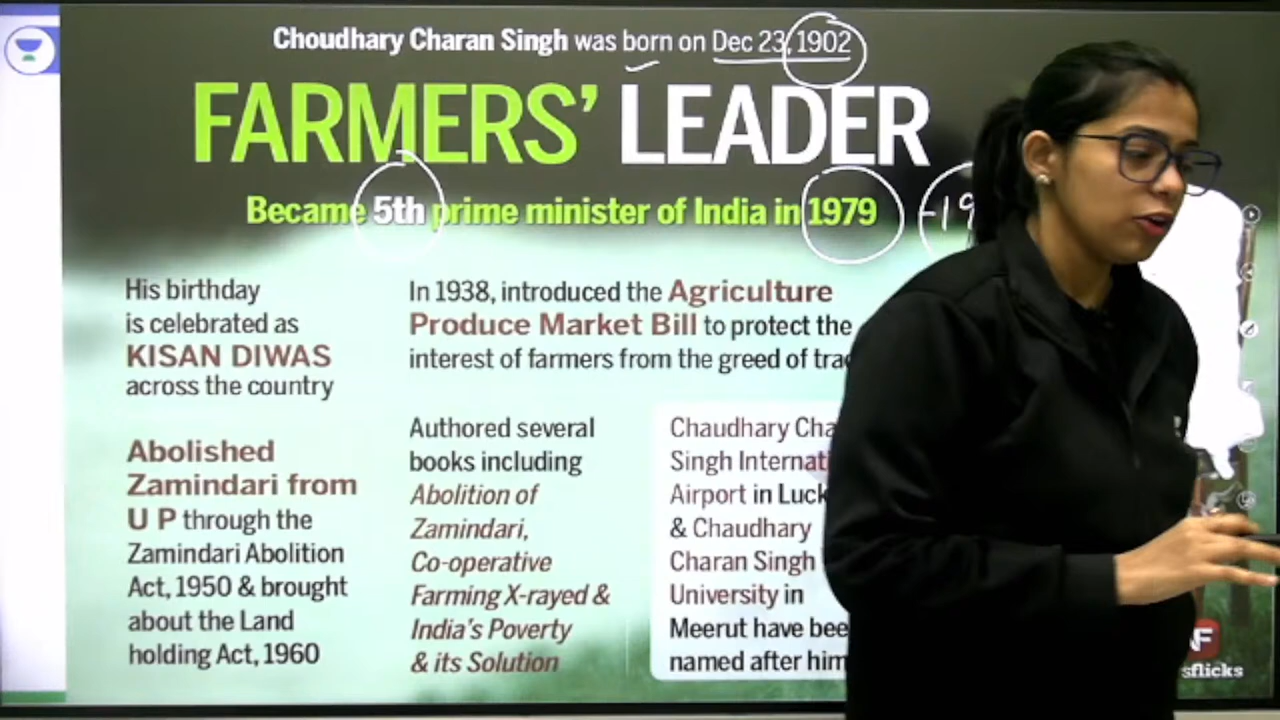 Choudhary Charan Singh was born on Dec 23, 1902
FARMERS' LEADER
Became 5th prime minister of India in 1979
-19
His birthday
is celebrated as
KISAN DIWAS
across the country
In 1938, introduced the Agriculture
Produce Market Bill to protect the
interest of farmers from the greed of
Abolished
Zamindari from
U P through the
Zamindari Abolition
Act, 1950 & brought
about the Land
holding Act, 1960
Authored several
books including
Abolition of
Zamindari,
Co-operative
Farming X-rayed &
India's Poverty
& its Solution
Chaudhary
Singh
Airport in
& Chaudhary
Charan Singh
University in
Meerut have
named after him
sflicks